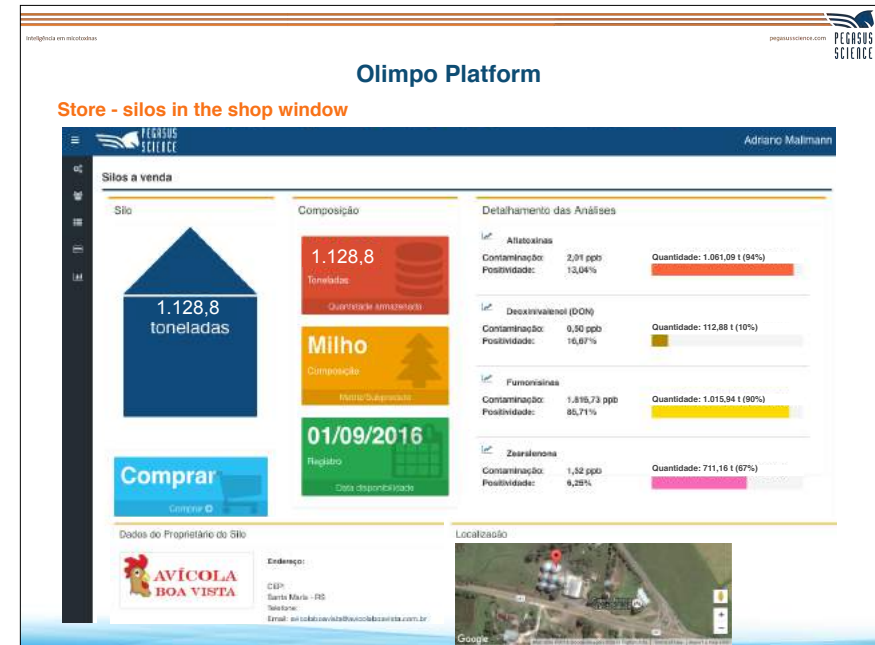 Inteligência em micotoxinas
pegasusscience.com
PEGASUS
SCIENCE
Olimpo Platform
Store - silos in the shop window
PEGASUS
SCIENCE
Adriano Mallmann
Silos a venda
Silo
1.128,8
toneladas
Comprar
Comprar
Composição
1.128,8
Toneladas
Quantidade armazenada
Milho
Composição
Matriz/Subproduto
01/09/2016
Registro
Data disponibilidade
Detalhamento das Análises
Aflatoxinas
Contaminação: 2,01 ppb
Positividade: 13,04%
Quantidade: 1.061,09 t (94%)
Deoxinivalenol (DON)
Contaminação: 0,50 ppb
Positividade: 16,67%
Quantidade: 112,88 t (10%)
Fumonisinas
Contaminação: 1.815,73 ppb
Positividade: 85,71%
Quantidade: 1.015,94 t (90%)
Zearalenona
Contaminação: 1,52 ppb
Positividade: 6,25%
Quantidade: 711,16 t (67%)
Dados do Proprietário do Silo
AVÍCOLA
BOA VISTA
Endereço:
CEP:
Santa Maria - RS
Telefone:
Email: avicolaboavista@avicolaboavista.com.br
Localização
Google